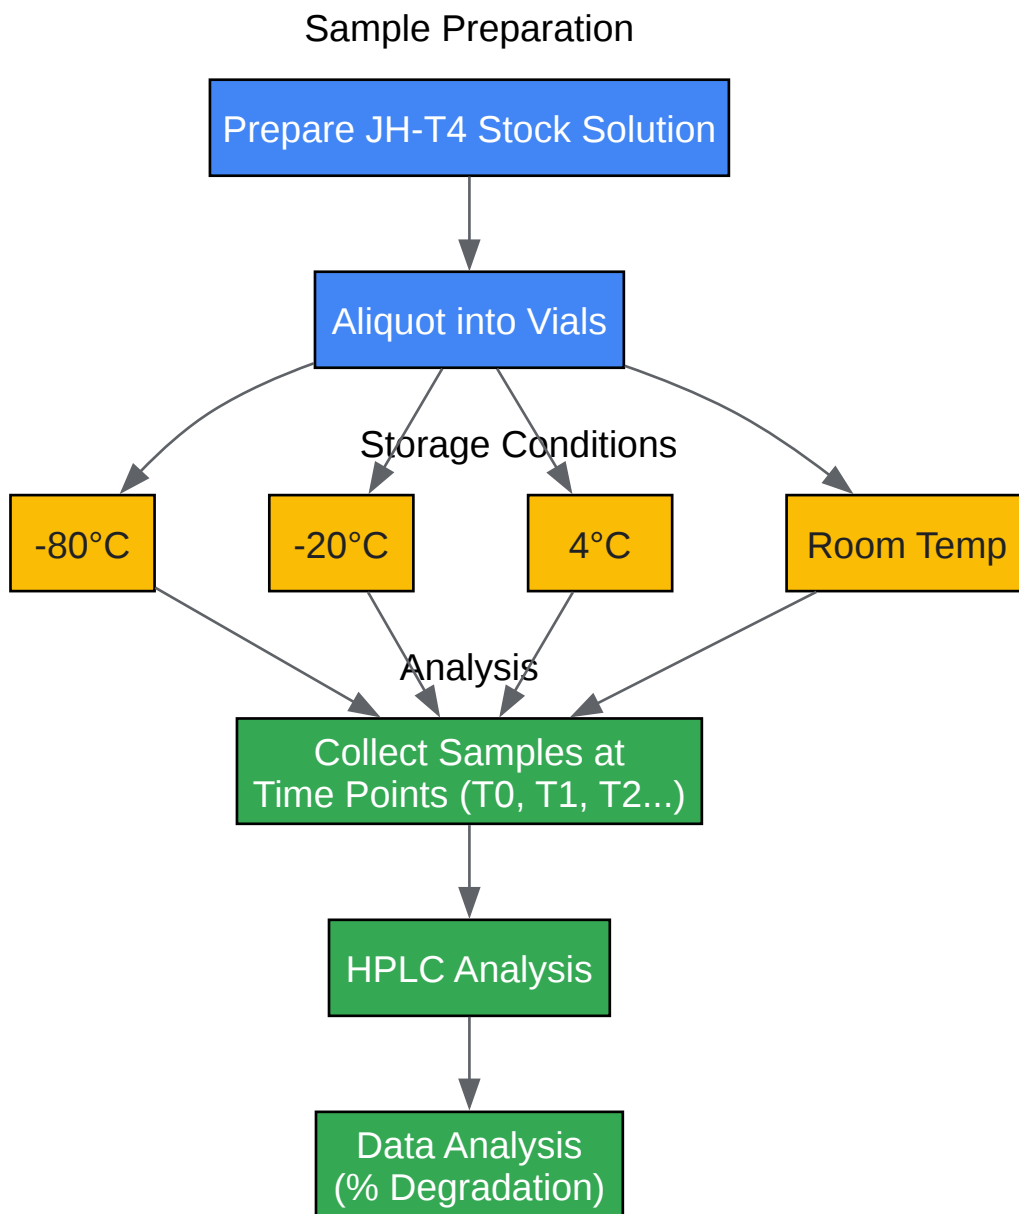 Sample Preparation
Prepare JH-T4 Stock Solution
Aliquot into Vials
Storage Conditions
-80°C
-20°C
4°C
Room Temp
Analysis
Collect Samples at
Time Points (T0, T1, T2...)
HPLC Analysis
Data Analysis
(% Degradation)